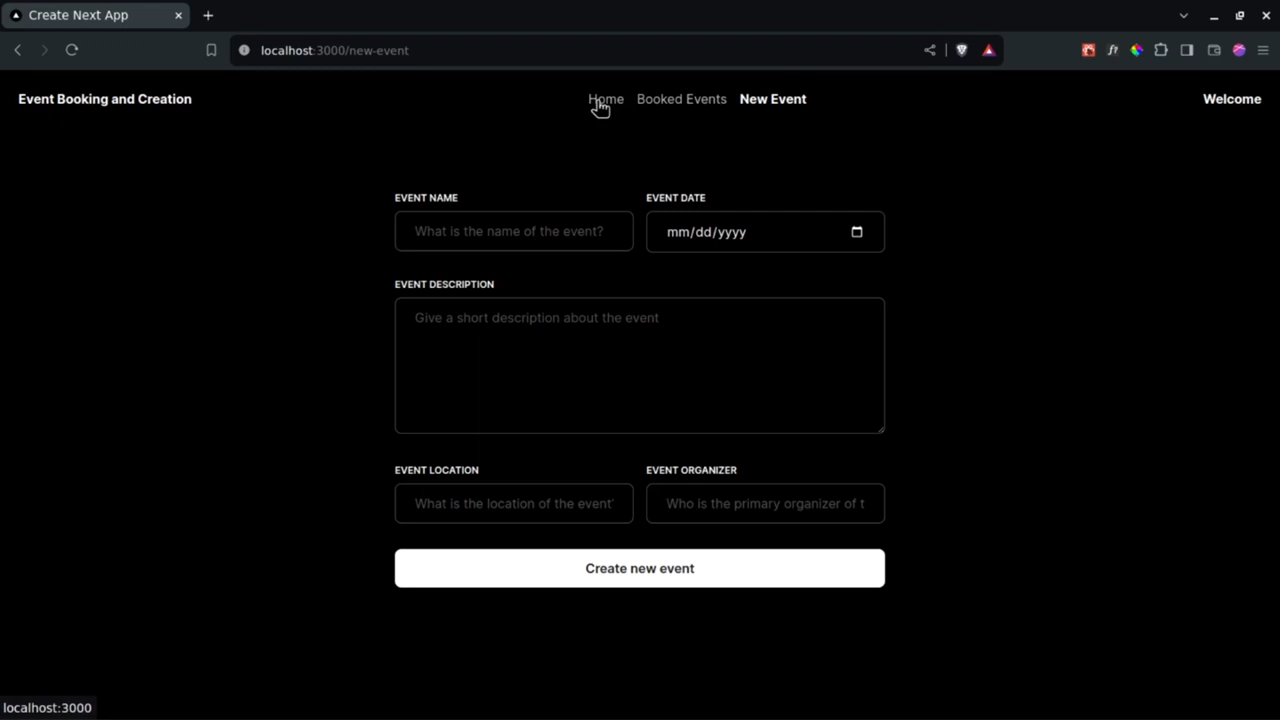 Create Next App
localhost:3000/new-event
Event Booking and Creation
Home Booked Events New Event
Welcome
EVENT NAME EVENT DATE
What is the name of the event? mm/dd/yyyy
EVENT DESCRIPTION
Give a short description about the event
EVENT LOCATION EVENT ORGANIZER
What is the location of the event Who is the primary organizer of t
Create new event
localhost:3000